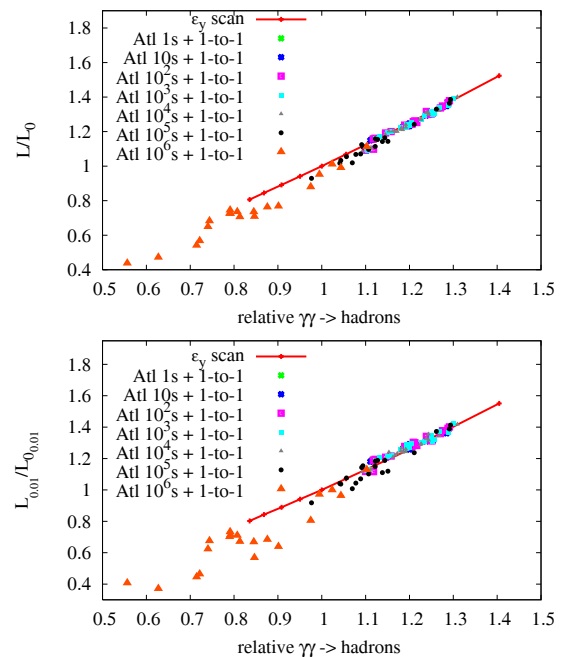 ε_y scan
Atl 1s + 1-to-1
Atl 10s + 1-to-1
Atl 10²s + 1-to-1
Atl 10³s + 1-to-1
Atl 10⁴s + 1-to-1
Atl 10⁵s + 1-to-1
Atl 10⁶s + 1-to-1
L/L₀
1.8
1.6
1.4
1.2
1
0.8
0.6
0.4
0.5 0.6 0.7 0.8 0.9 1 1.1 1.2 1.3 1.4 1.5
relative γγ -> hadrons
ε_y scan
Atl 1s + 1-to-1
Atl 10s + 1-to-1
Atl 10²s + 1-to-1
Atl 10³s + 1-to-1
Atl 10⁴s + 1-to-1
Atl 10⁵s + 1-to-1
Atl 10⁶s + 1-to-1
L₀.₀₁/L₀₀.₀₁
1.8
1.6
1.4
1.2
1
0.8
0.6
0.4
0.5 0.6 0.7 0.8 0.9 1 1.1 1.2 1.3 1.4 1.5
relative γγ -> hadrons